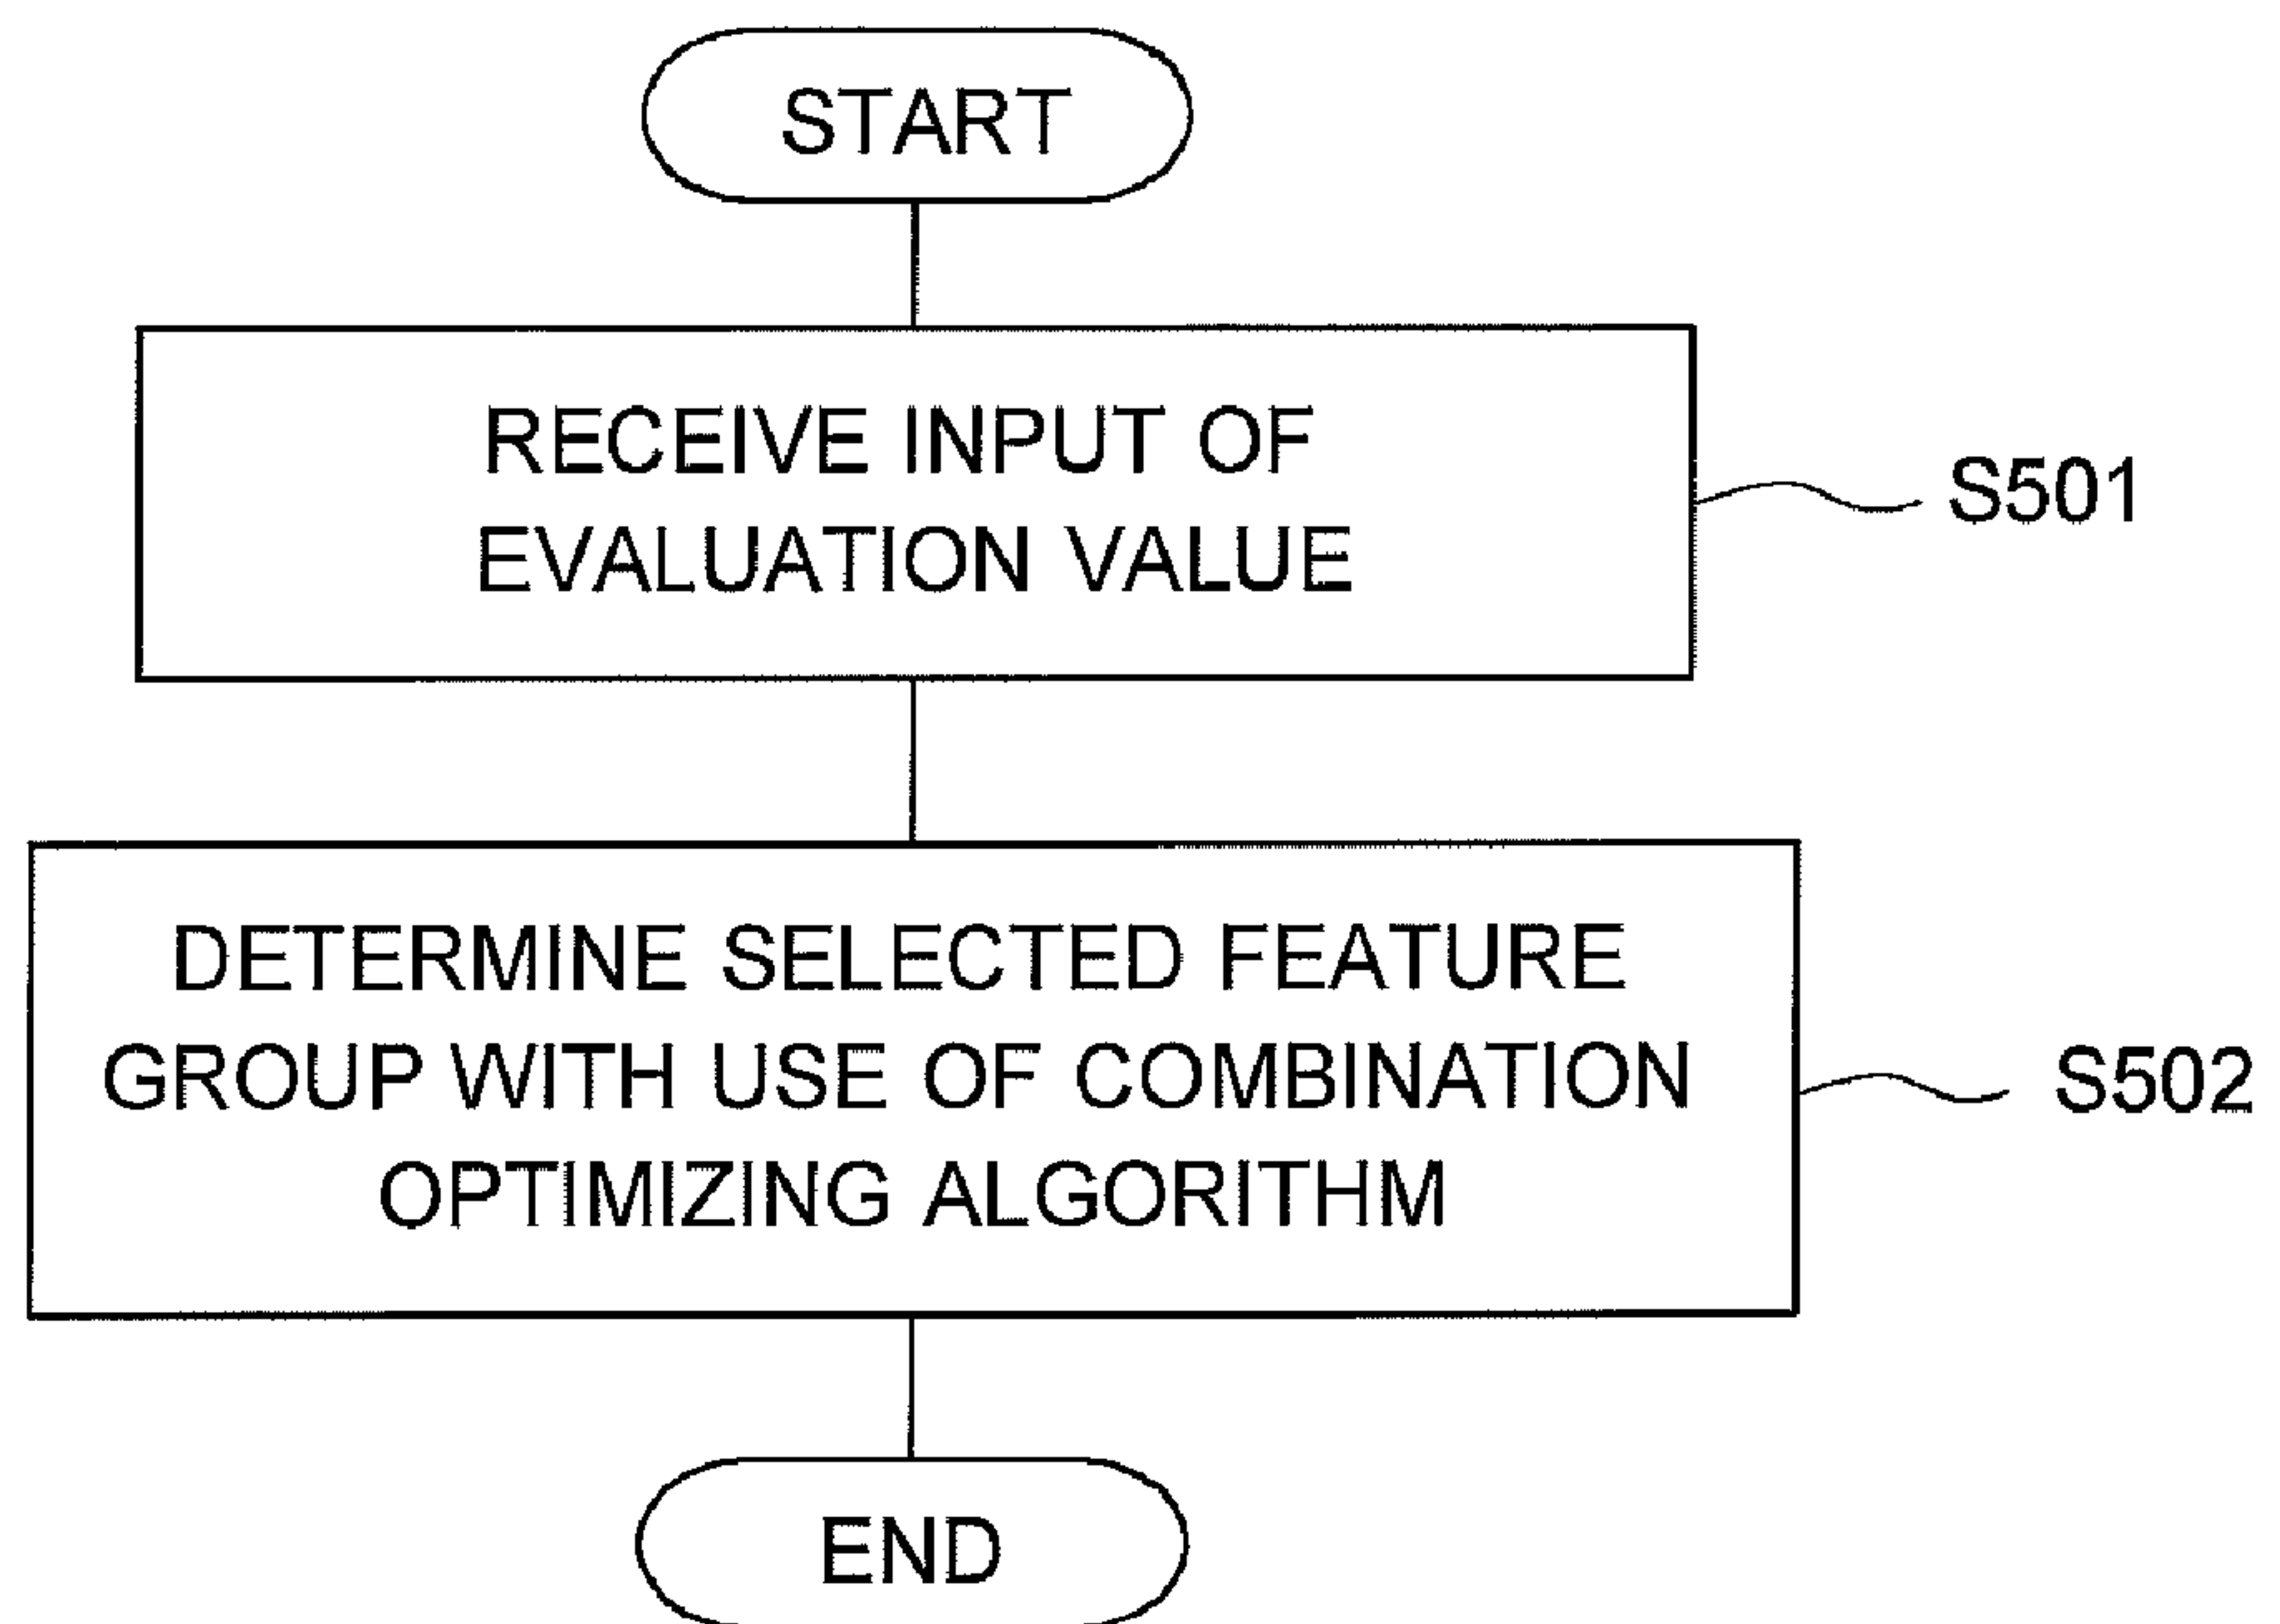 START
RECEIVE INPUT OF
EVALUATION VALUE
S501
DETERMINE SELECTED FEATURE
GROUP WITH USE OF COMBINATION
OPTIMIZING ALGORITHM
S502
END